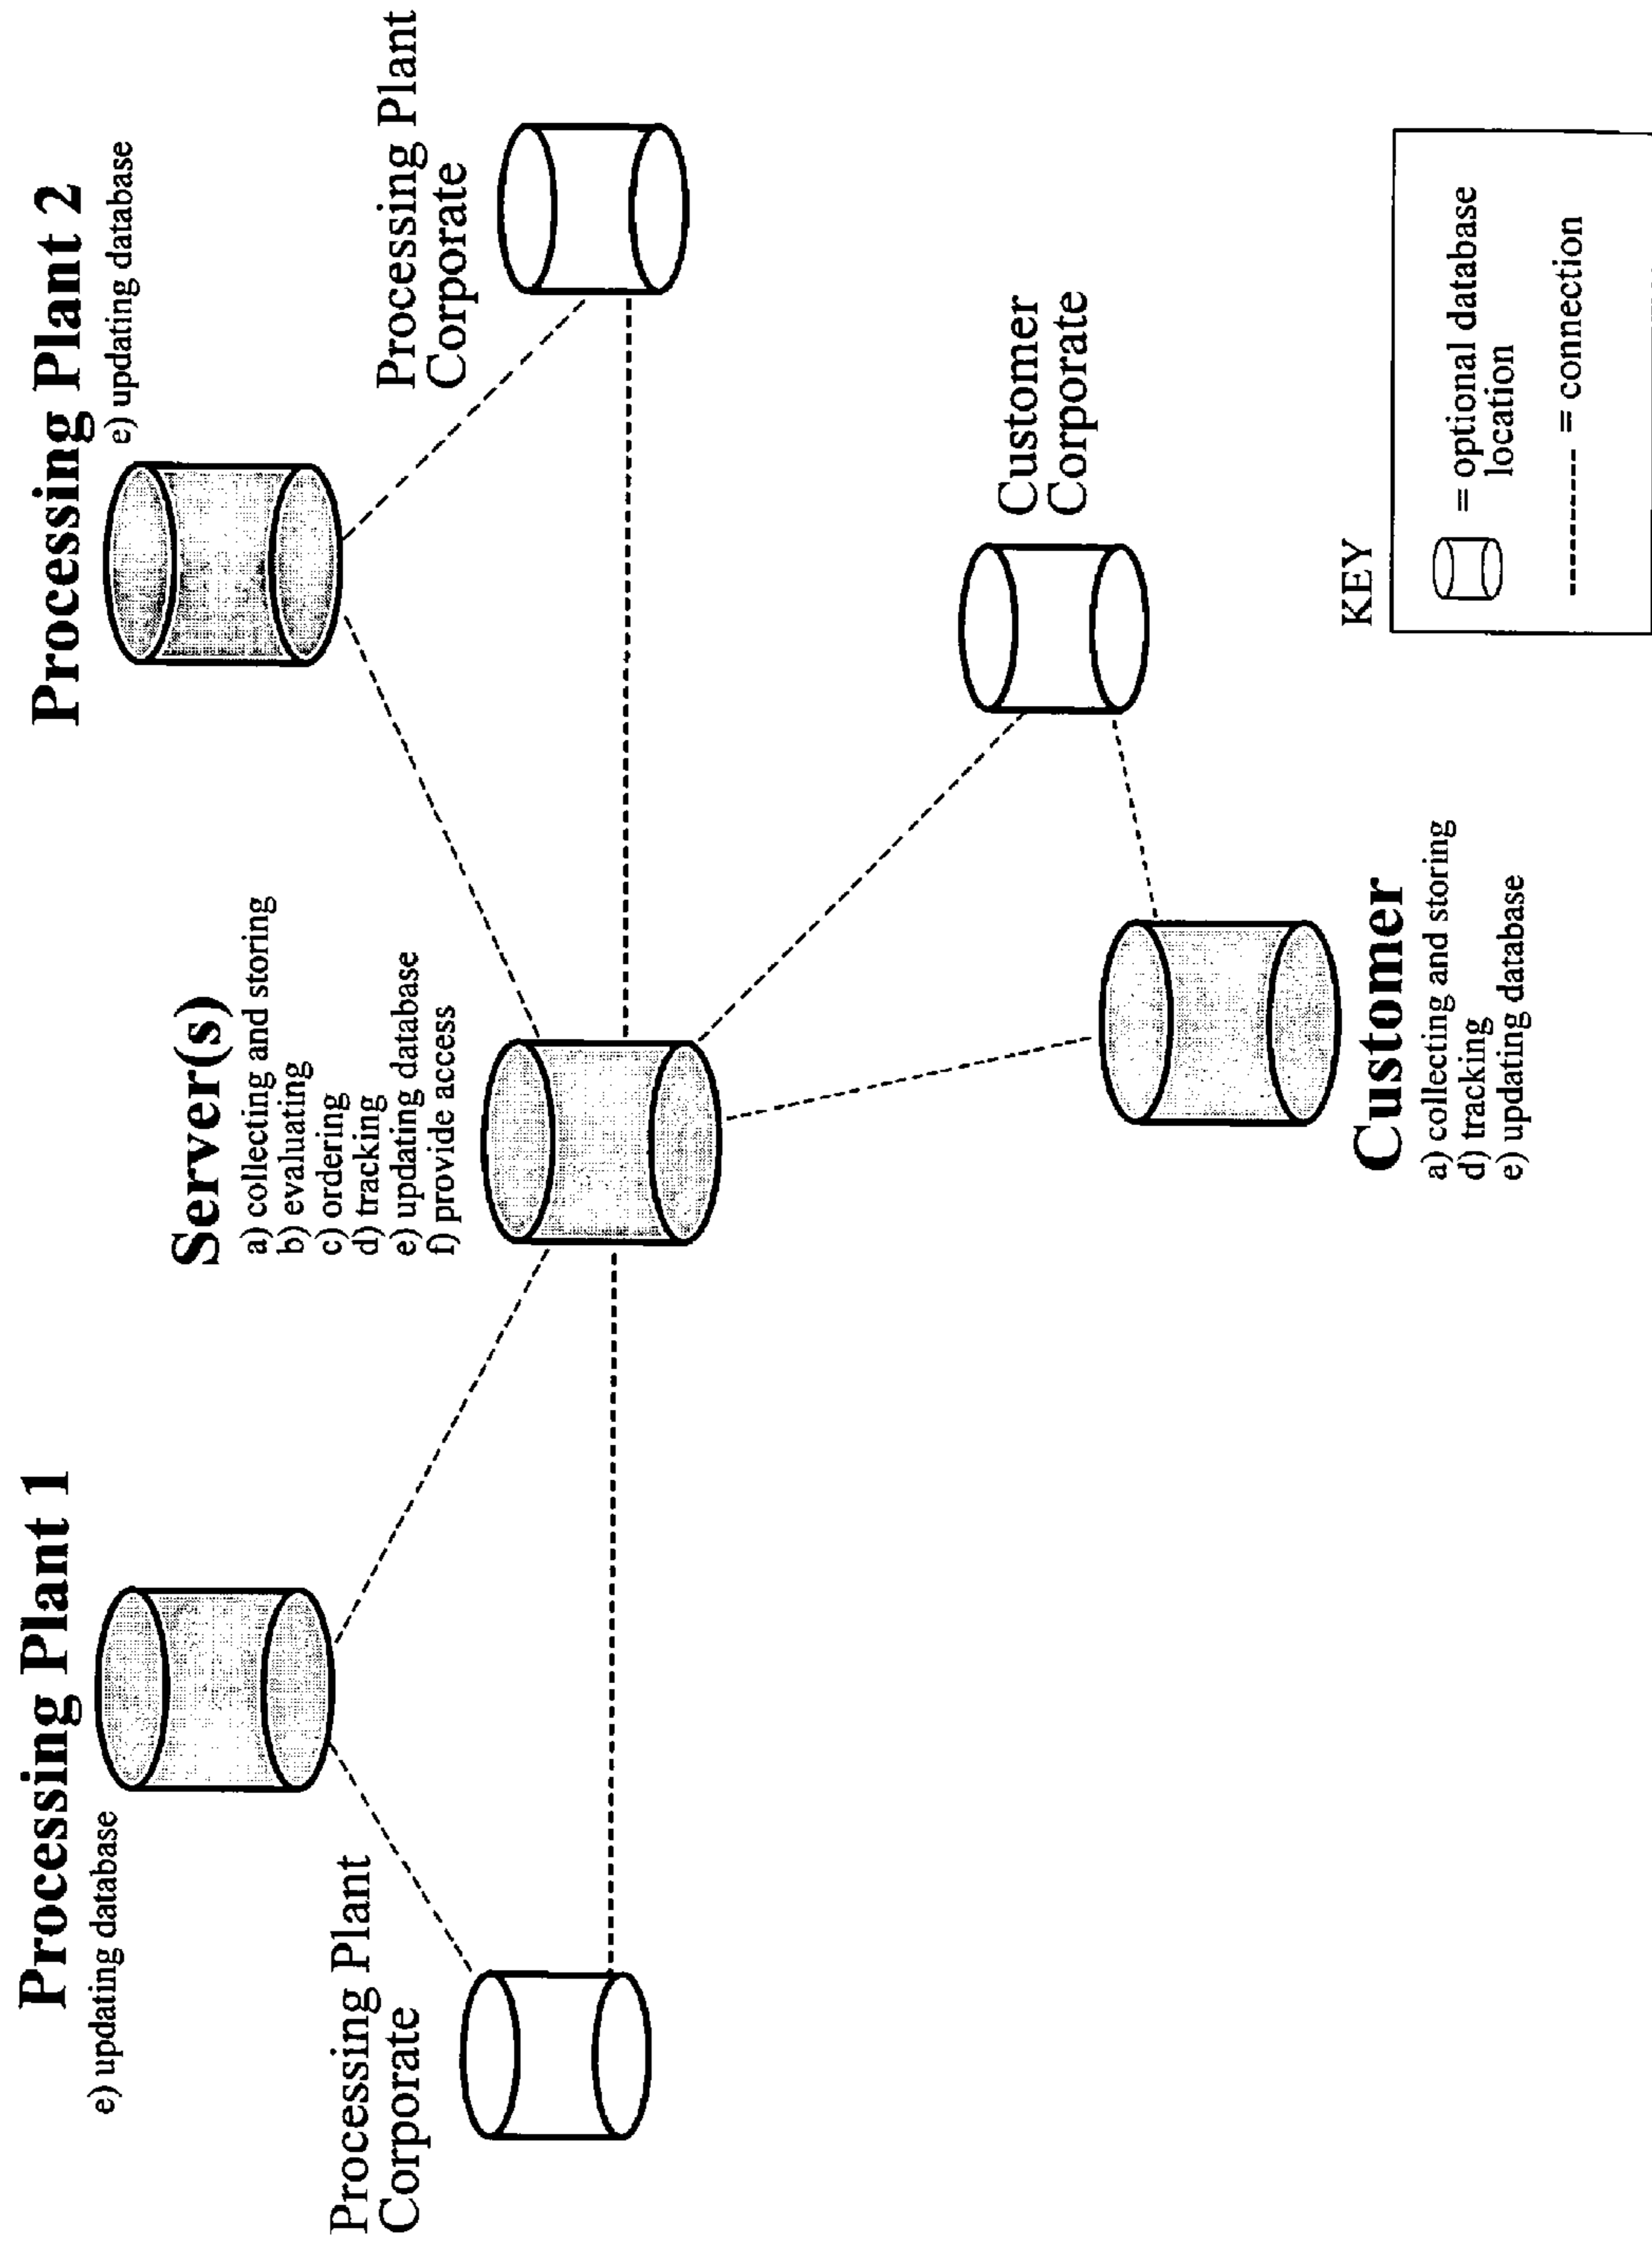 Processing Plant 1
e) updating database
Processing Plant
Corporate
Server(s)
a) collecting and storing
b) evaluating
c) ordering
d) tracking
e) updating database
f) provide access
Processing Plant 2
e) updating database
Processing Plant
Corporate
Customer
Corporate
Customer
a) collecting and storing
d) tracking
e) updating database
KEY
= optional database
location
= connection